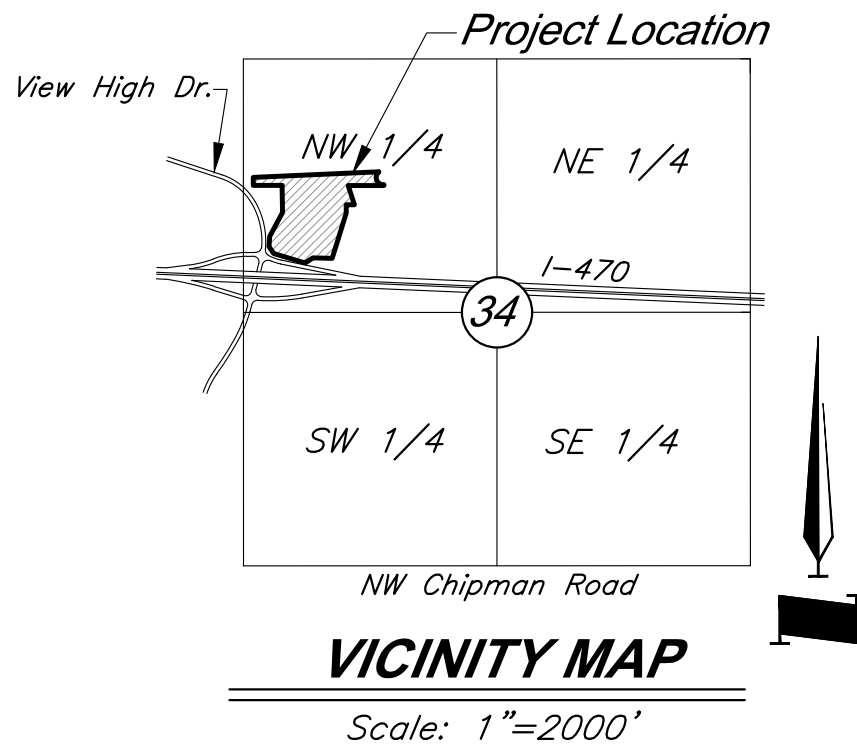 Project Location
View High Dr.
NW 1/4
NE 1/4
I-470
34
SW 1/4
SE 1/4
NW Chipman Road
VICINITY MAP
Scale: 1"=2000'
N